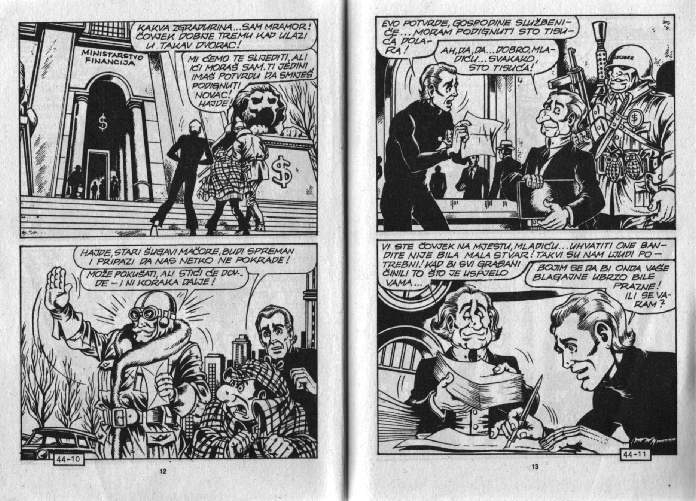 KAKVA ZGRADURINA...SAM MRAMOR!
ČOVJEK DOBIJE TREMU KAD ULAZI
U TAKAV DVORAC!
MINISTARSTVO
FINANCIJA
MI ĆEMO TE SLIJEDITI, ALI
IĆI MORAŠ SAM. TI JEDINI
IMAŠ POTVRDU DA SMIJEŠ
PODIGNUTI
NOVAC!
HAJDE!
$
$
HAJDE, STARI ŠUGAVI MAČORE, BUDI SPREMAN
I PRIPAZI DA NAS NETKO NE POKRADE!
MOŽE POKUŠATI, ALI STIĆI ĆE DOV-
DE - I NI KORAKA DALJE!
44-10
12
EVO POTVRDE, GOSPODINE SLUŽBENI-
ČE... MORAM PODIGNUTI STO TISU-
ĆA DOLA-
RA!
AH, DA, DA... DOBRO, MLA-
DIĆU... SVAKAKO,
STO TISUĆA!
VI STE ČOVJEK NA MJESTU, MLADIĆU... UHVATITI ONE BAN-
DITE NIJE BILA MALA STVAR! TAKVI SU NAM LJUDI PO-
TREBNI! KAD BI SVI GRAĐANI
ČINILI TO ŠTO JE USPJELO
VAMA...
BOJIM SE DA BI ONDA VAŠE
BLAGAJNE UBRZO BILE
PRAZNE!
ILI SE VA-
RAM?
44-11
13